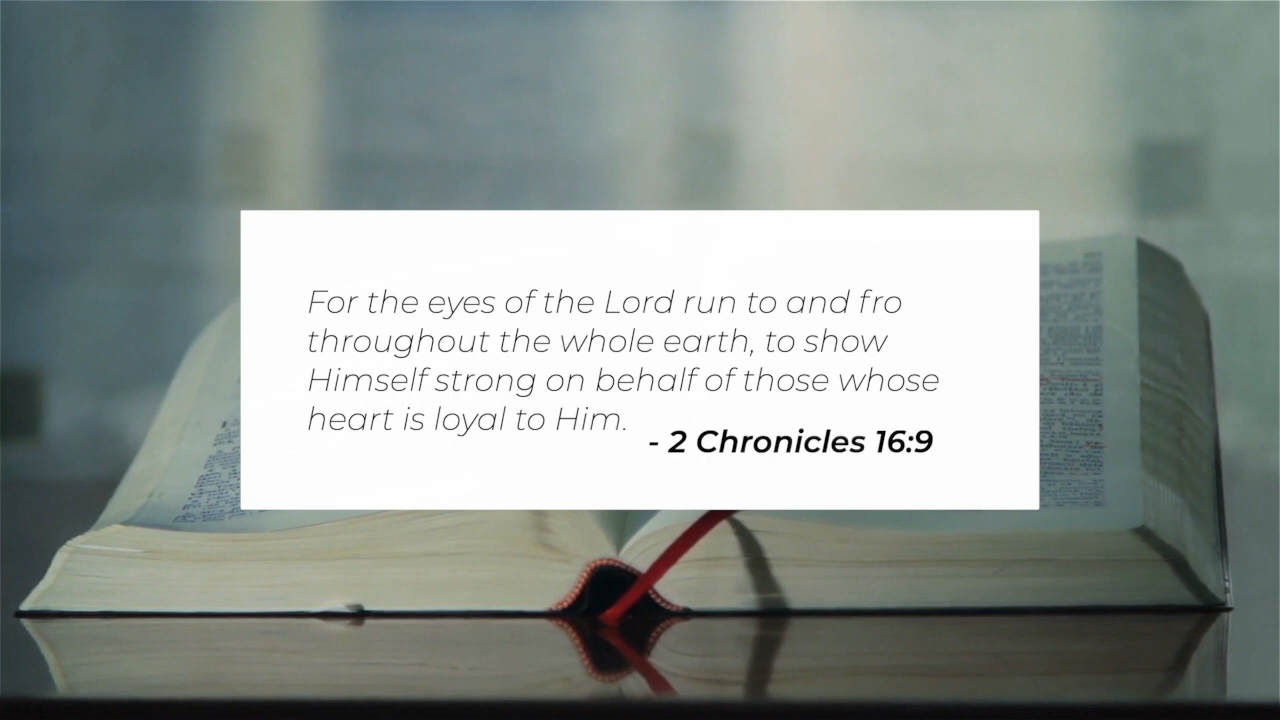 For the eyes of the Lord run to and fro
throughout the whole earth, to show
Himself strong on behalf of those whose
heart is loyal to Him.
- 2 Chronicles 16:9